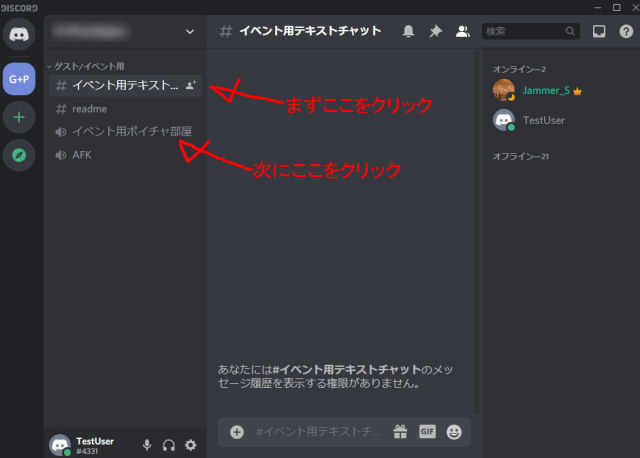 DISCORD
# イベント用テキストチャット
検索
G+P
ゲスト/イベント用
# イベント用テキスト...
# readme
イベント用ボイチャ部屋
AFK
まずここをクリック
次にここをクリック
オンライン—2
Jammer_S
TestUser
オフライン—21
あなたには#イベント用テキストチャットのメッ
セージ履歴を表示する権限がありません。
#イベント用テキストチ...
GIF
TestUser
#4331